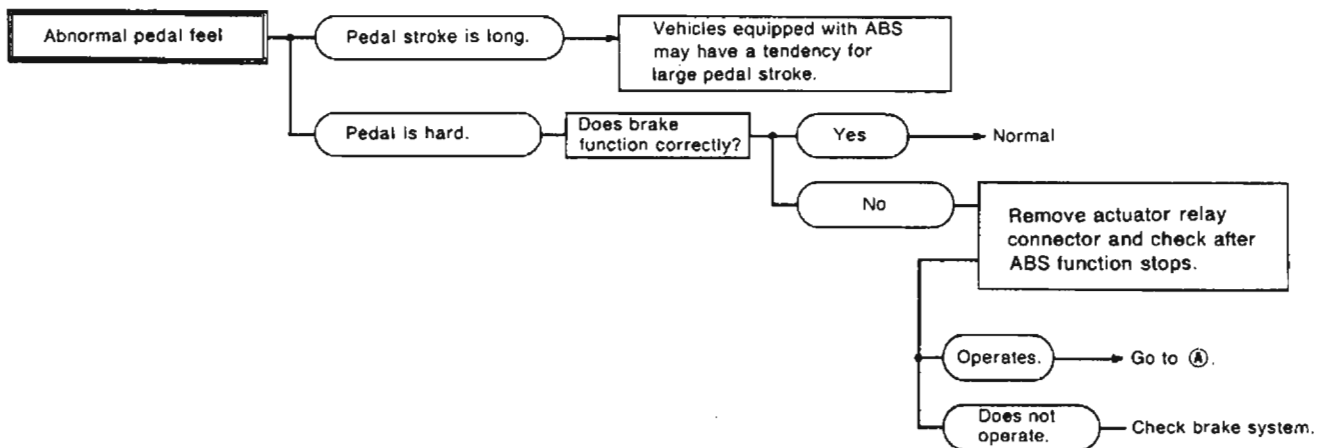 Abnormal pedal feel
Pedal stroke is long.
Vehicles equipped with ABS
may have a tendency for
large pedal stroke.
Pedal is hard.
Does brake
function correctly?
Yes
Normal
No
Remove actuator relay
connector and check after
ABS function stops.
Operates.
Go to Ⓐ.
Does not
operate.
Check brake system.